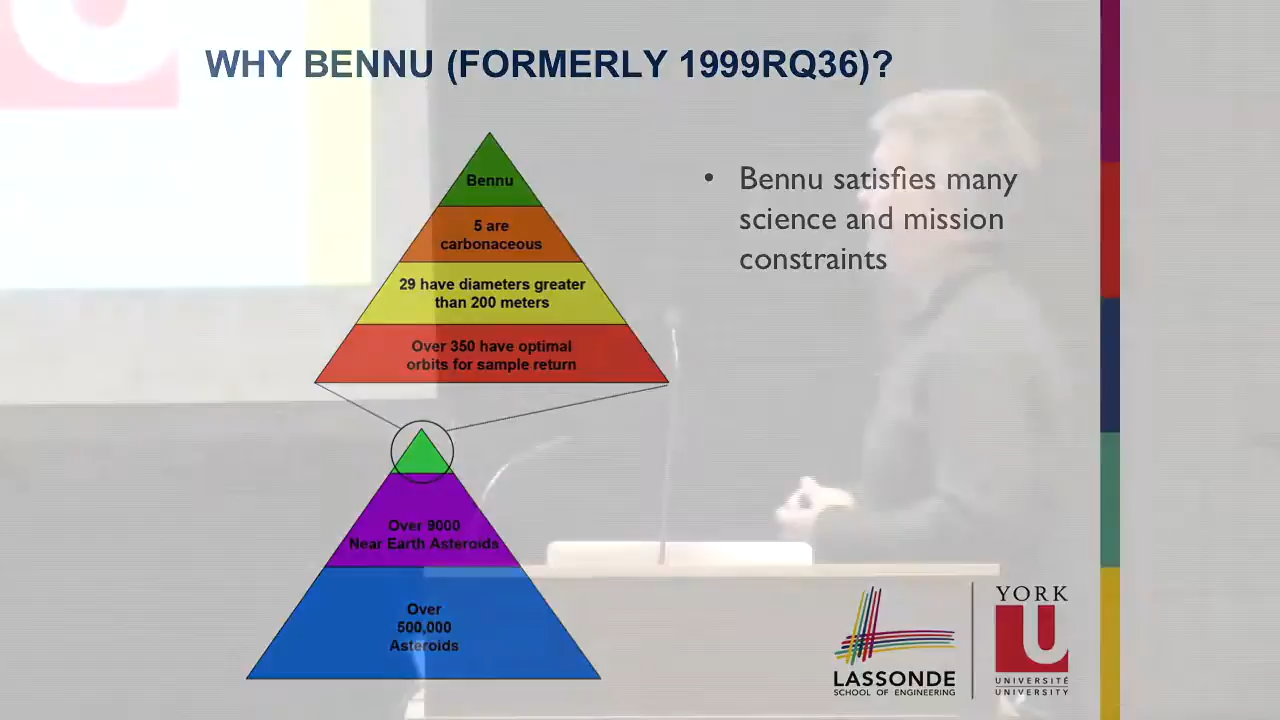 WHY BENNU (FORMERLY 1999RQ36)?
Bennu
5 are
carbonaceous
29 have diameters greater
than 200 meters
Over 350 have optimal
orbits for sample return
Over 9000
Near Earth Asteroids
Over
500,000
Asteroids
• Bennu satisfies many
science and mission
constraints
LASSONDE
SCHOOL OF ENGINEERING
YORK
U
UNIVERSITÉ
UNIVERSITY